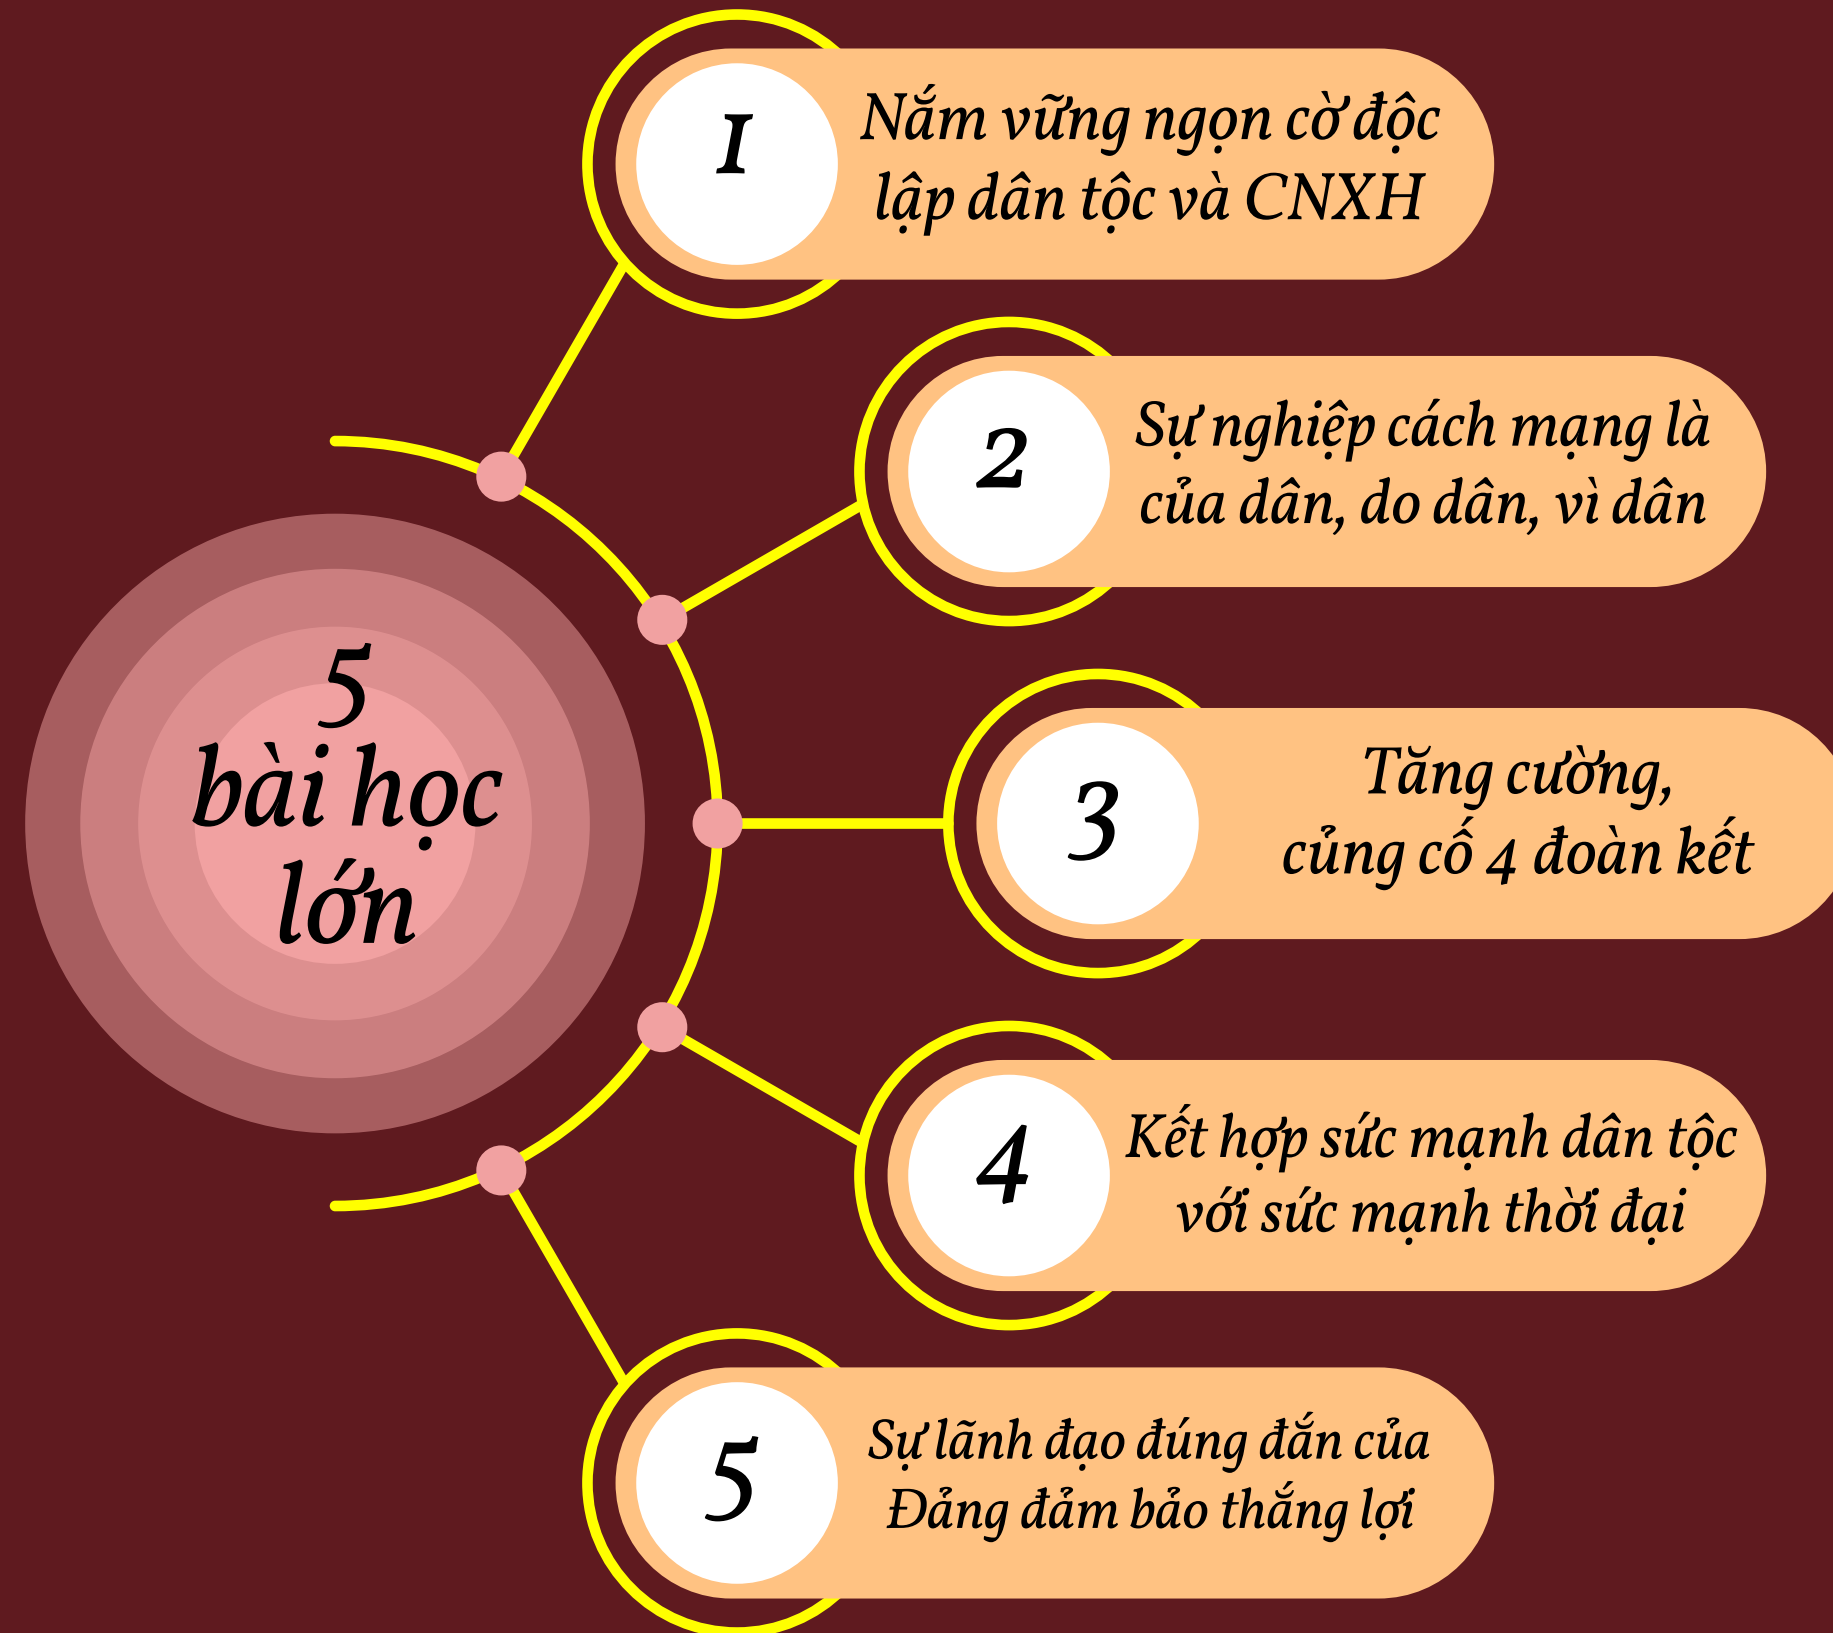 5
bài học
lớn
1
Nắm vững ngọn cờ độc
lập dân tộc và CNXH
2
Sự nghiệp cách mạng là
của dân, do dân, vì dân
3
Tăng cường,
củng cố 4 đoàn kết
4
Kết hợp sức mạnh dân tộc
với sức mạnh thời đại
5
Sự lãnh đạo đúng đắn của
Đảng đảm bảo thắng lợi